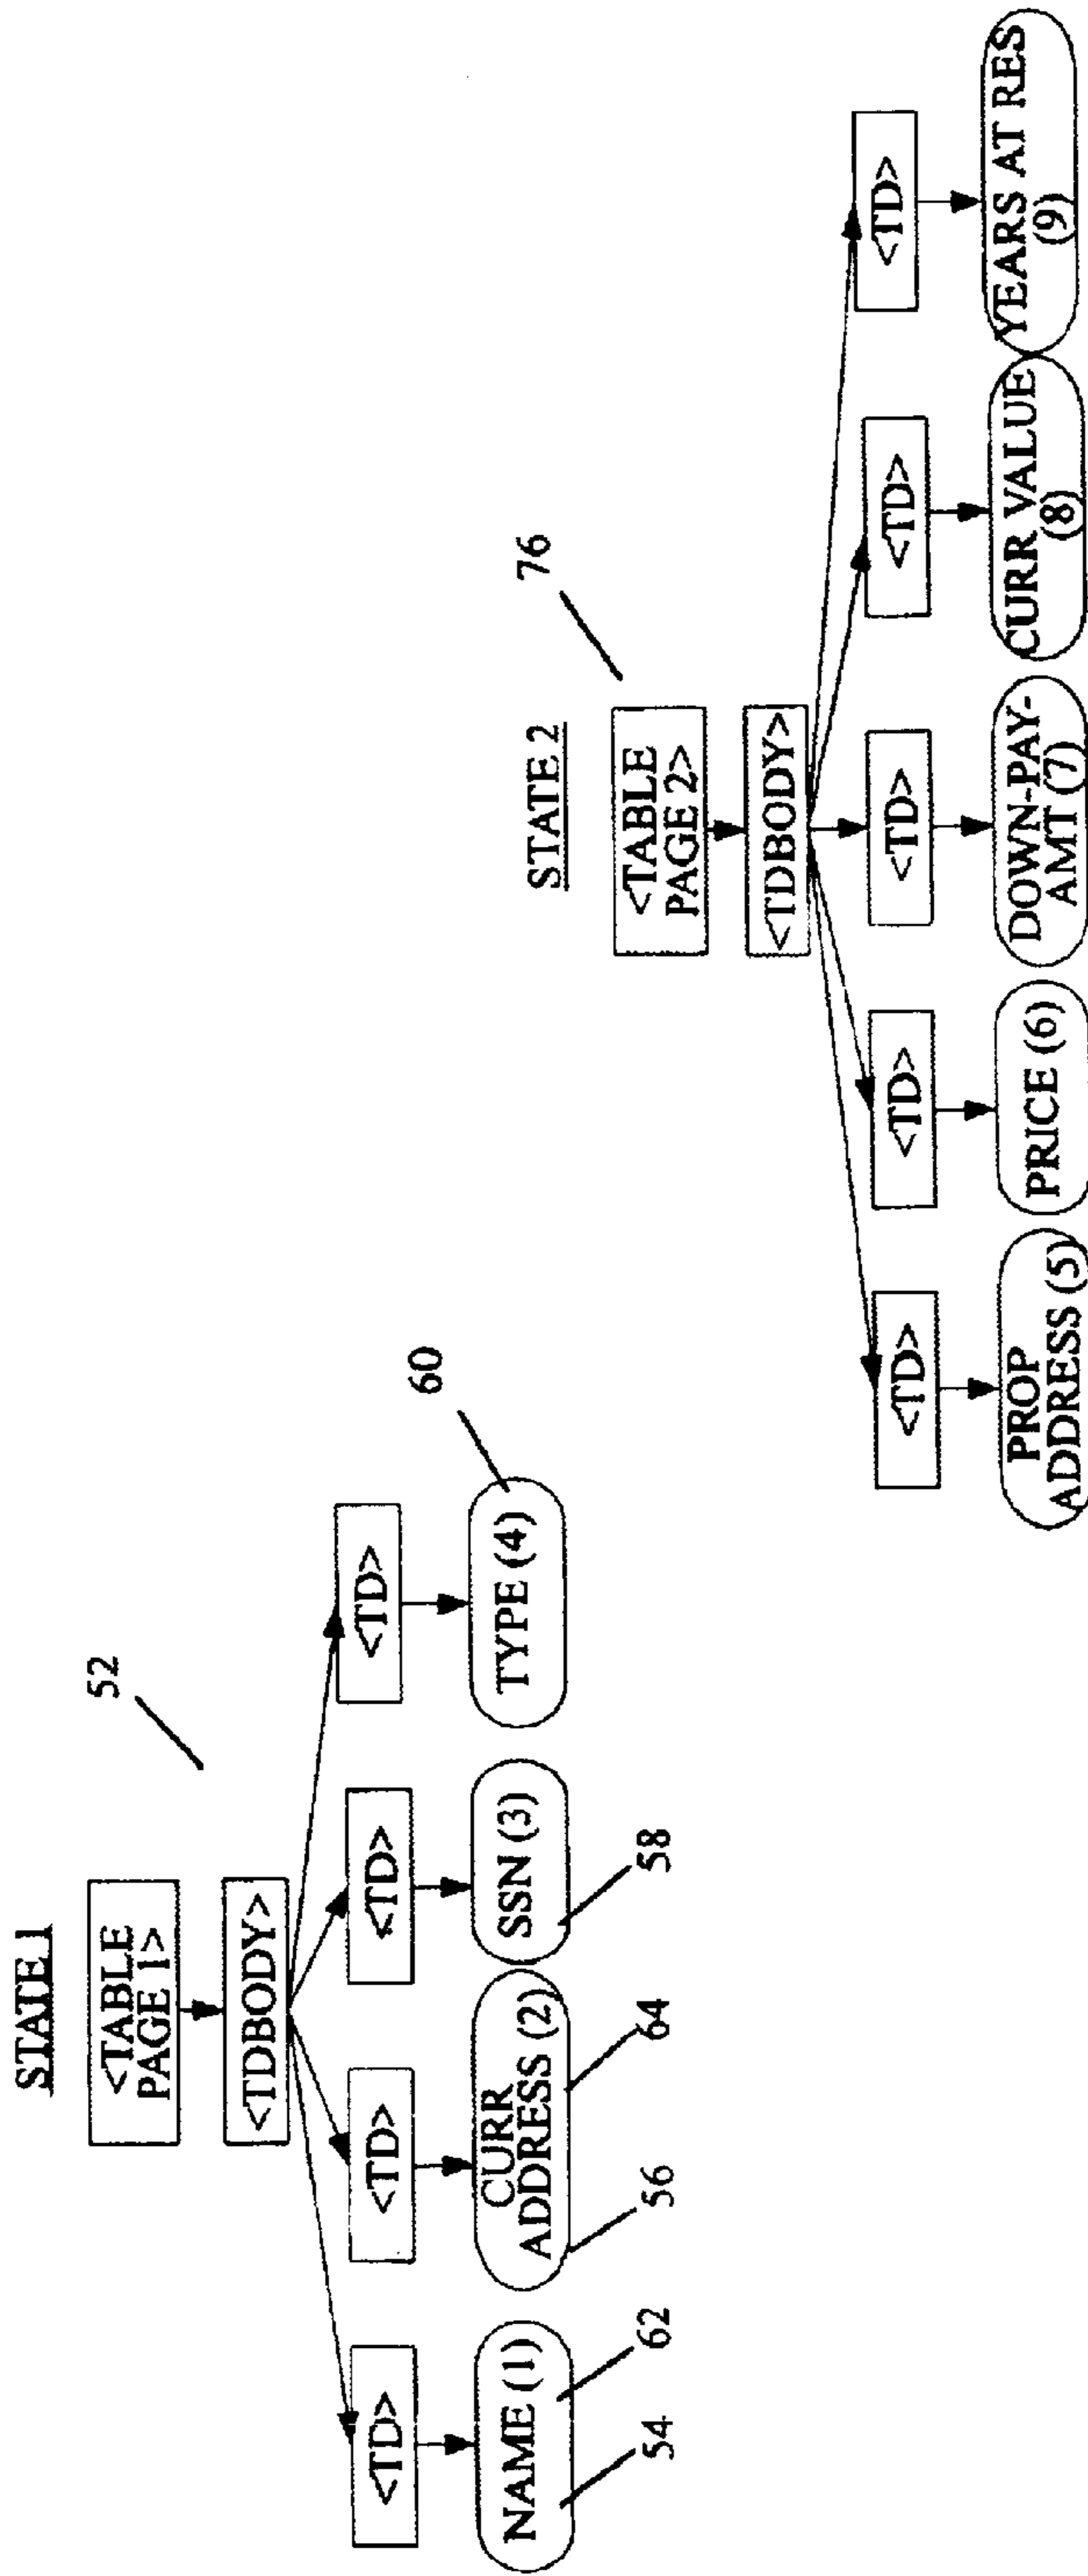 STATE 1
<TABLE
PAGE 1>
52
<TDBODY>
<TD>
<TD>
<TD>
<TD>
NAME (1)
CURR
ADDRESS (2)
SSN (3)
TYPE (4)
60
54
62
56
64
58
STATE 2
76
<TABLE
PAGE 2>
<TDBODY>
<TD>
<TD>
<TD>
<TD>
<TD>
PROP
ADDRESS (5)
PRICE (6)
DOWN-PAY-
AMT (7)
CURR VALUE
(8)
YEARS AT RES
(9)